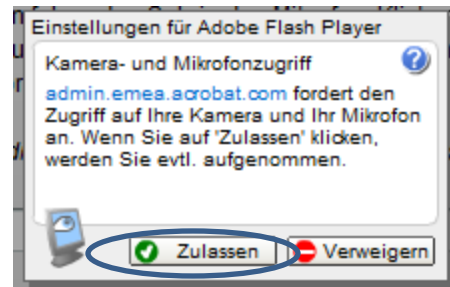 Einstellungen für Adobe Flash Player
Kamera- und Mikrofonzugriff
admin.emea.acrobat.com fordert den
Zugriff auf Ihre Kamera und Ihr Mikrofon
an. Wenn Sie auf 'Zulassen' klicken,
werden Sie evtl. aufgenommen.
Zulassen Verweigern